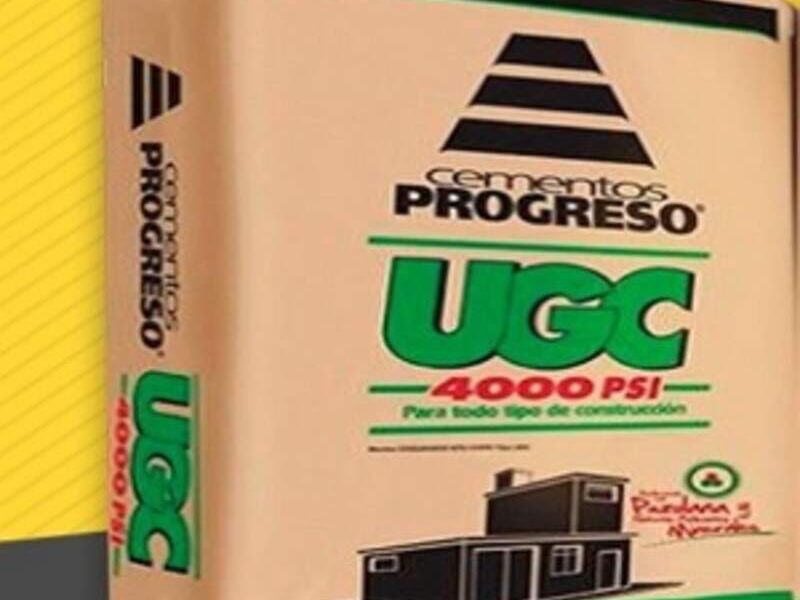 cementos
PROGRESO®
UGC
4000 PSI
Para todo tipo de construcción
cementos
PROGRESO®
UGC
4000 PSI